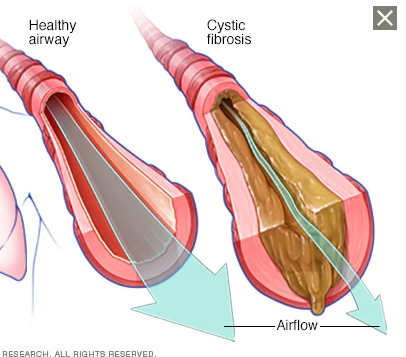 Healthy
airway
Cystic
fibrosis
Airflow
RESEARCH. ALL RIGHTS RESERVED.